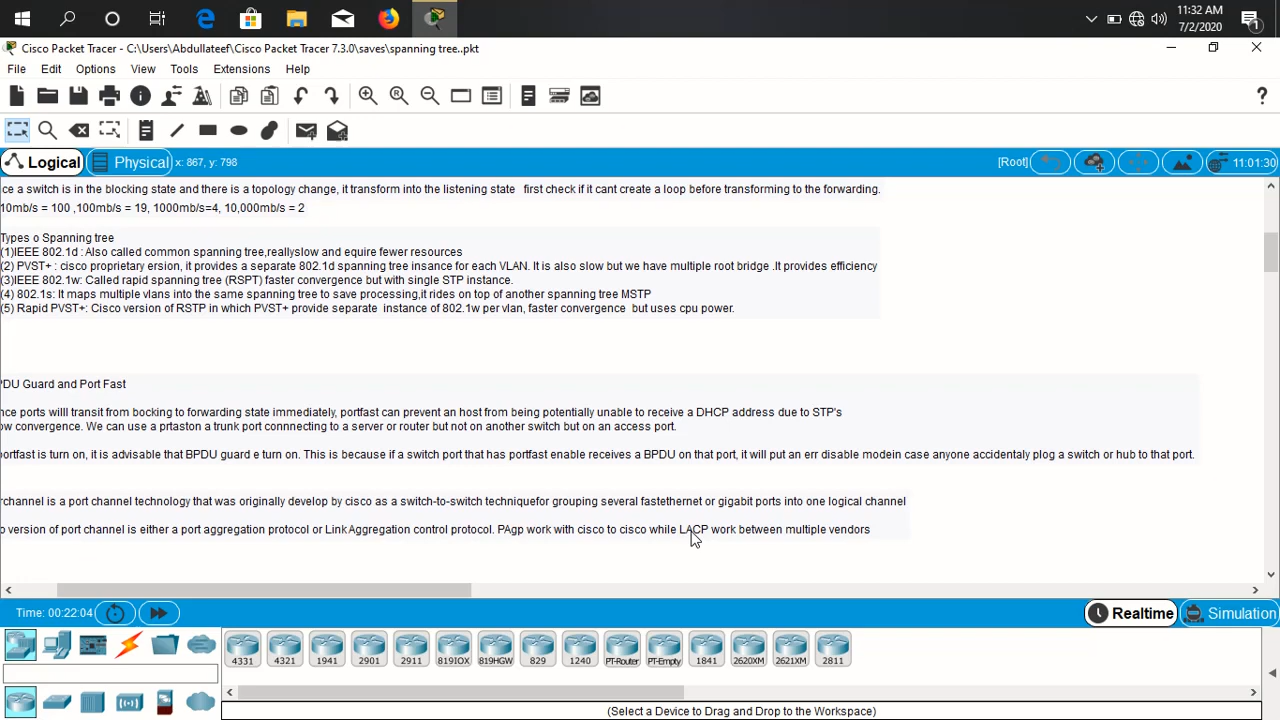 11:32 AM
7/2/2020
1
Cisco Packet Tracer - C:\Users\Abdullateef\Cisco Packet Tracer 7.3.0\saves\spanning tree..pkt
File Edit Options View Tools Extensions Help
?
Logical Physical x: 867, y: 798 [Root] 11:01:30
ce a switch is in the blocking state and there is a topology change, it transform into the listening state first check if it cant create a loop before transforming to the forwarding.
10mb/s = 100 ,100mb/s = 19, 1000mb/s=4, 10,000mb/s = 2
Types o Spanning tree
(1)IEEE 802.1d : Also called common spanning tree,reallyslow and equire fewer resources
(2) PVST+ : cisco proprietary ersion, it provides a separate 802.1d spanning tree insance for each VLAN. It is also slow but we have multiple root bridge .It provides efficiency
(3)IEEE 802.1w: Called rapid spanning tree (RSPT) faster convergence but with single STP instance.
(4) 802.1s: It maps multiple vlans into the same spanning tree to save processing,it rides on top of another spanning tree MSTP
(5) Rapid PVST+: Cisco version of RSTP in which PVST+ provide separate instance of 802.1w per vlan, faster convergence but uses cpu power.
PDU Guard and Port Fast
nce ports willl transit from bocking to forwarding state immediately, portfast can prevent an host from being potentially unable to receive a DHCP address due to STP's
ow convergence. We can use a prtaston a trunk port connnecting to a server or router but not on another switch but on an access port.
portfast is turn on, it is advisable that BPDU guard e turn on. This is because if a switch port that has portfast enable receives a BPDU on that port, it will put an err disable modein case anyone accidentaly plog a switch or hub to that port.
rchannel is a port channel technology that was originally develop by cisco as a switch-to-switch techniquefor grouping several fastethernet or gigabit ports into one logical channel
o version of port channel is either a port aggregation protocol or Link Aggregation control protocol. PAgp work with cisco to cisco while LACP work between multiple vendors
Time: 00:22:04 Realtime Simulation
4331 4321 1941 2901 2911 819IOX 819HGW 829 1240 PT-Router PT-Empty 1841 2620XM 2621XM 2811
(Select a Device to Drag and Drop to the Workspace)